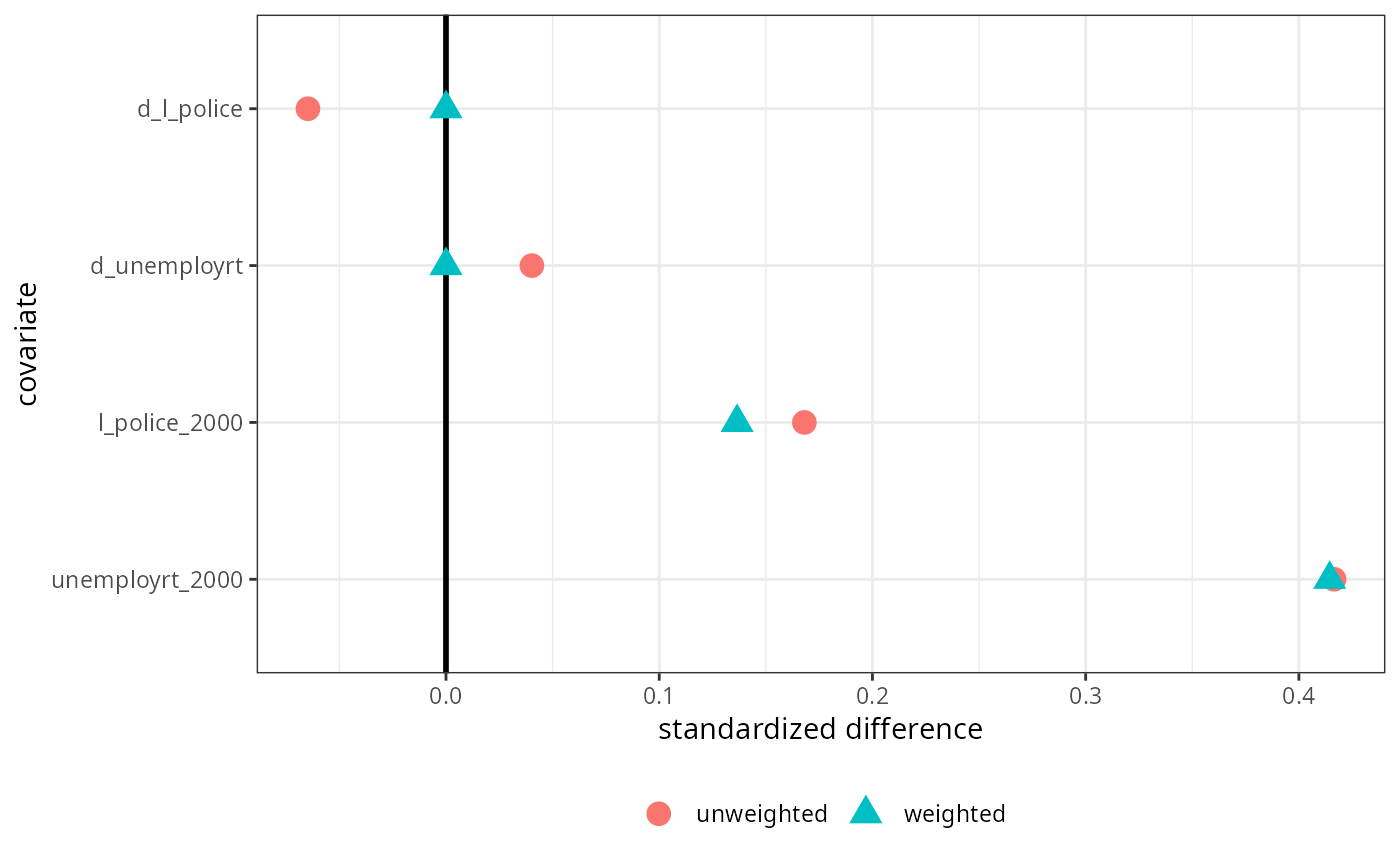 d_l_police
d_unemployrt
l_police_2000
unemployrt_2000
covariate
0.0 0.1 0.2 0.3 0.4
standardized difference
unweighted weighted